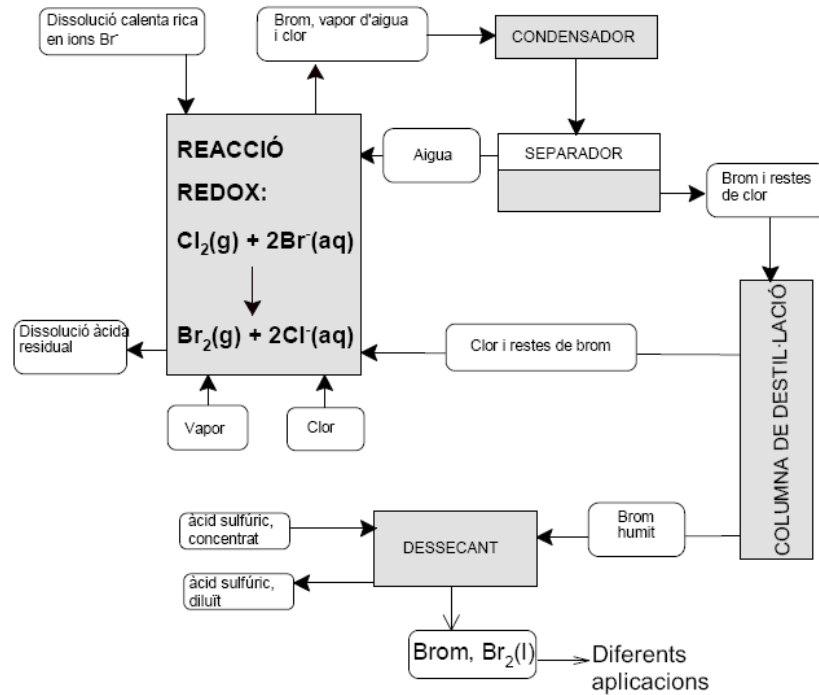 Dissolució calenta rica
en ions Br⁻
Brom, vapor d'aigua
i clor
CONDENSADOR
REACCIÓ
REDOX:
Cl₂(g) + 2Br⁻(aq)
Br₂(g) + 2Cl⁻(aq)
Aigua
SEPARADOR
Brom i restes
de clor
Dissolució àcida
residual
Clor i restes de brom
COLUMNA DE DESTIL·LACIÓ
Vapor
Clor
àcid sulfúric,
concentrat
DESSECANT
Brom
humit
àcid sulfúric,
diluït
Brom, Br₂(l)
Diferents
aplicacions